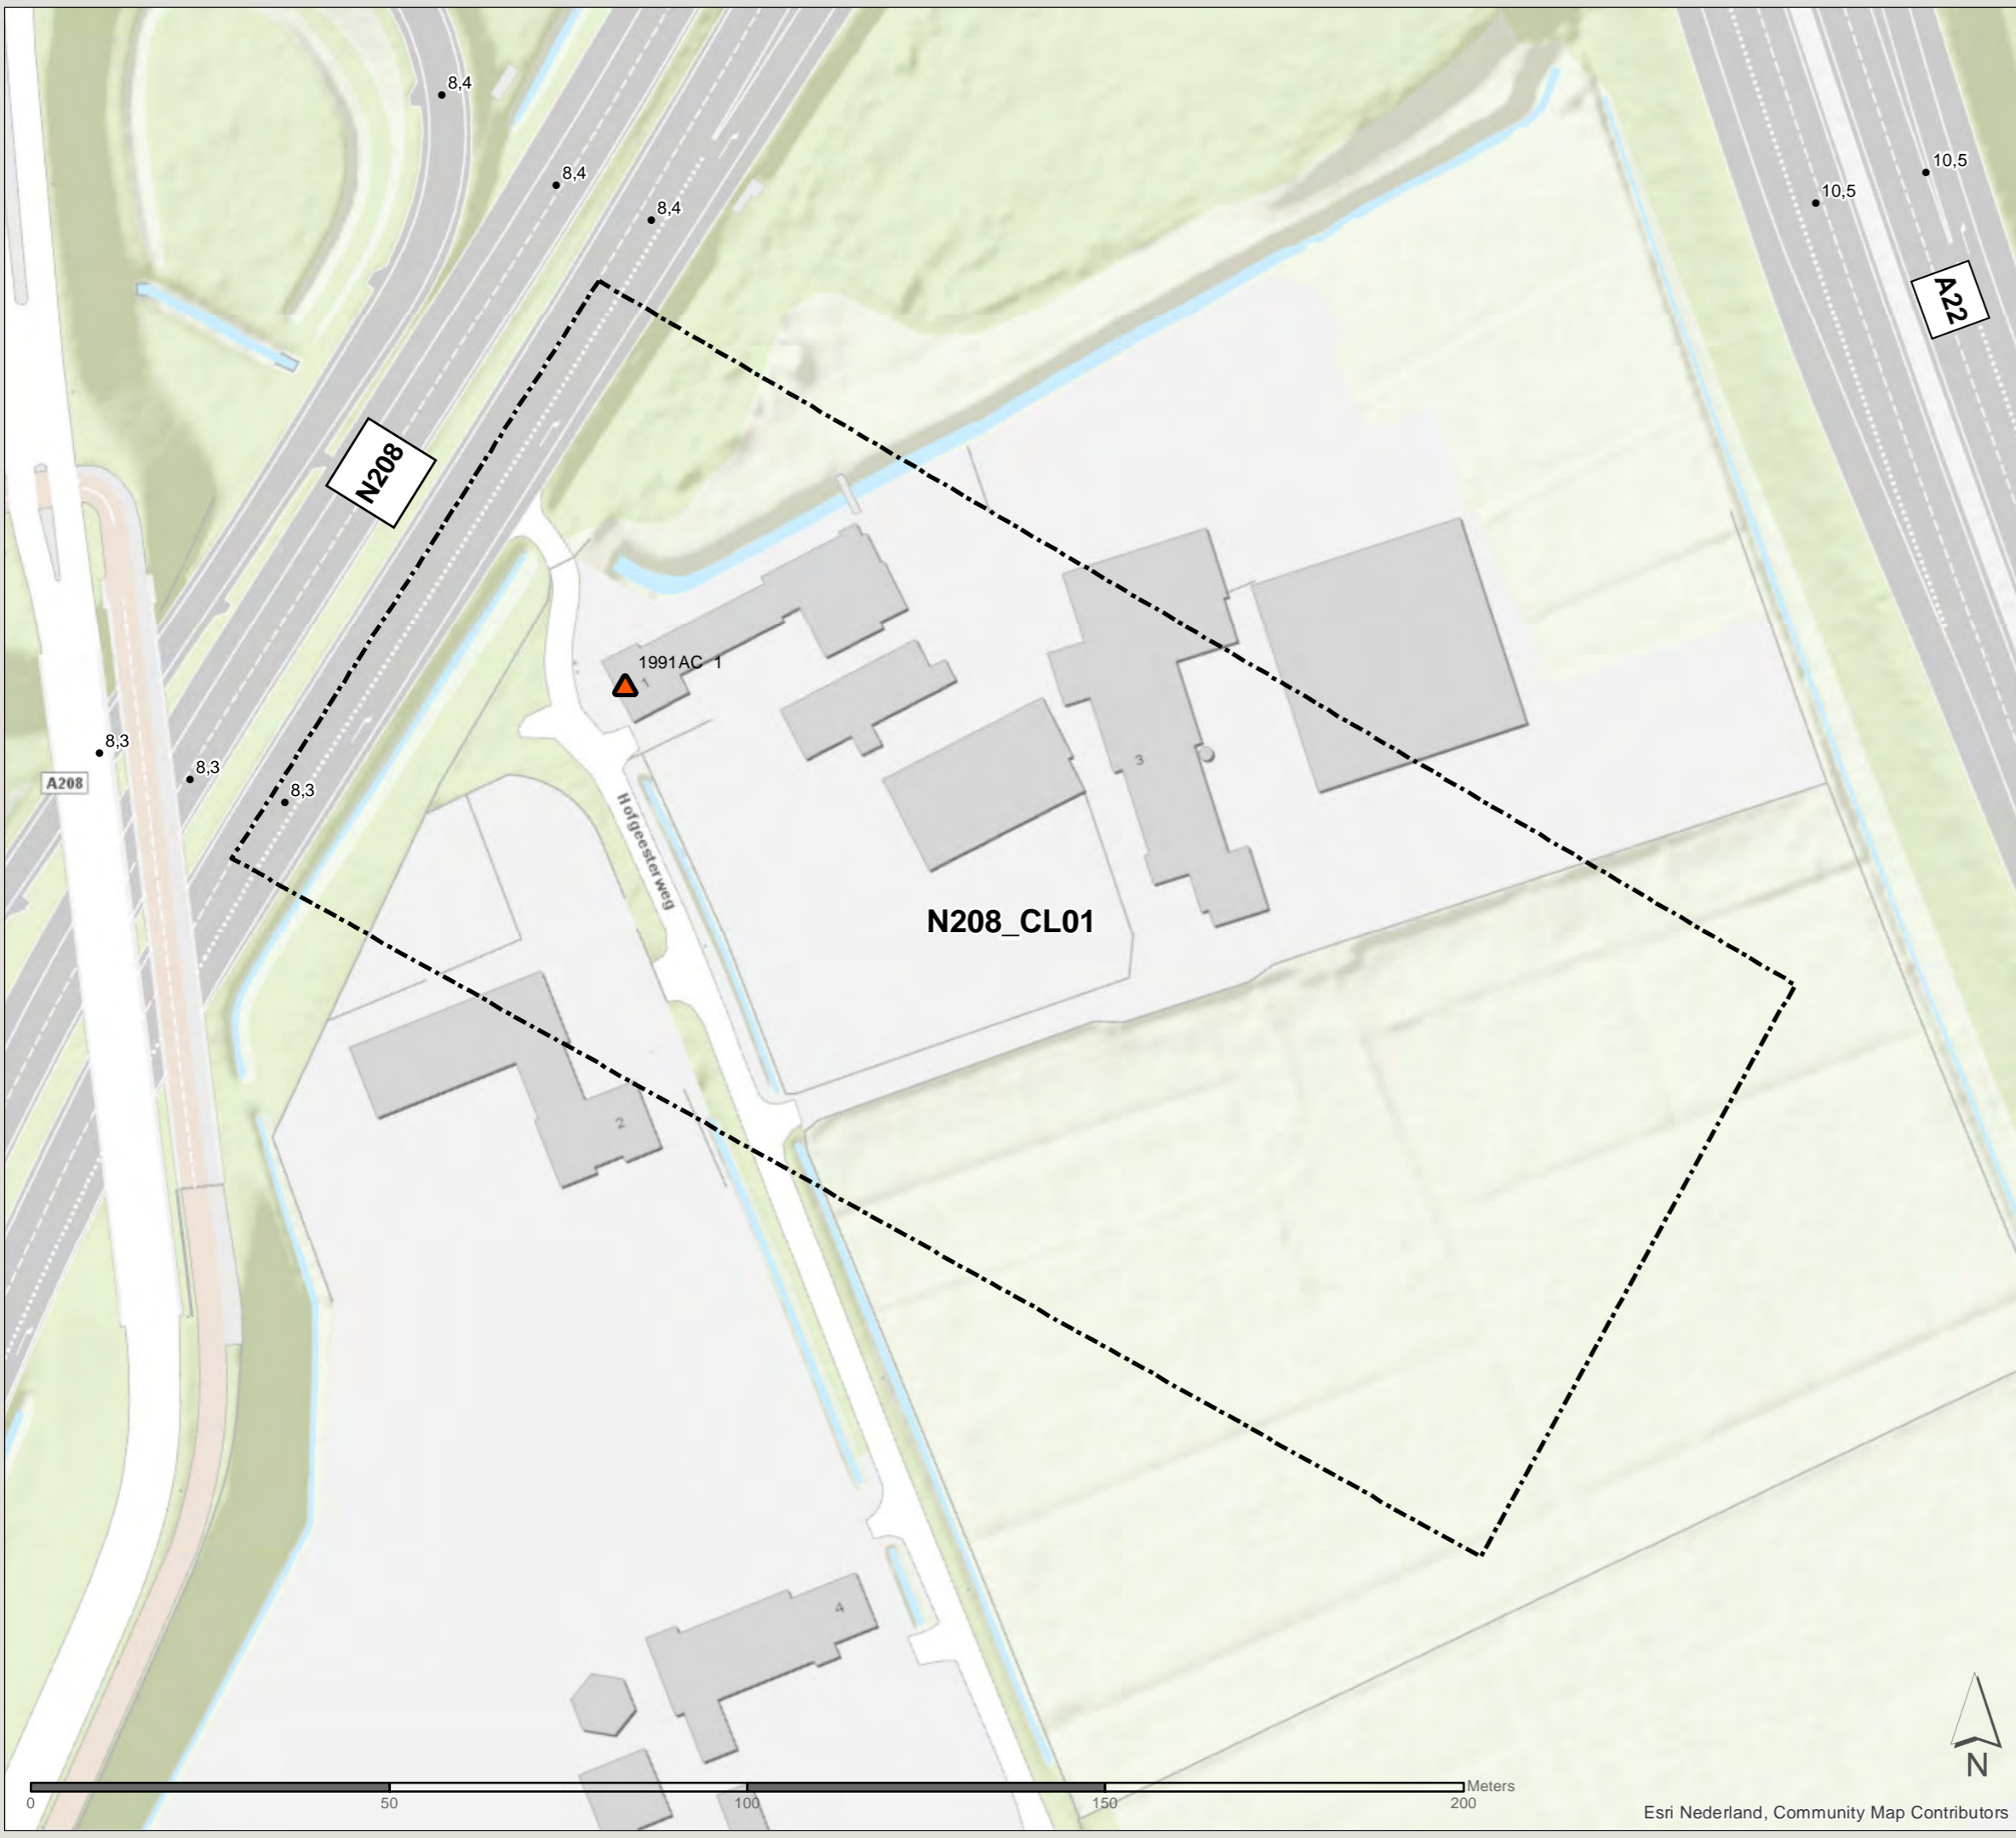 8,4
8,4
8,4
10,5
10,5
A22
N208
1991AC 1
1
8,3
8,3
8,3
A208
3
Hofgeesterweg
N208_CL01
2
4
N
Meters
0 50 100 150 200
Esri Nederland, Community Map Contributors